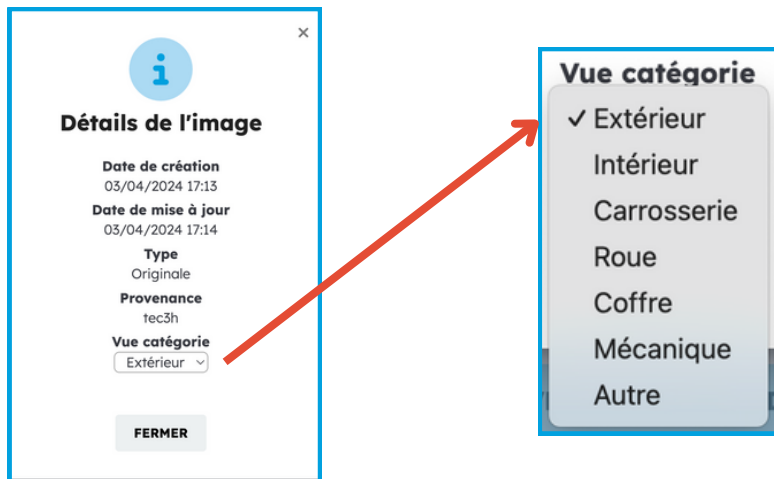 ×
i
Détails de l'image
Date de création
03/04/2024 17:13
Date de mise à jour
03/04/2024 17:14
Type
Originale
Provenance
tec3h
Vue catégorie
Extérieur
FERMER
Vue catégorie
✓ Extérieur
Intérieur
Carrosserie
Roue
Coffre
Mécanique
Autre